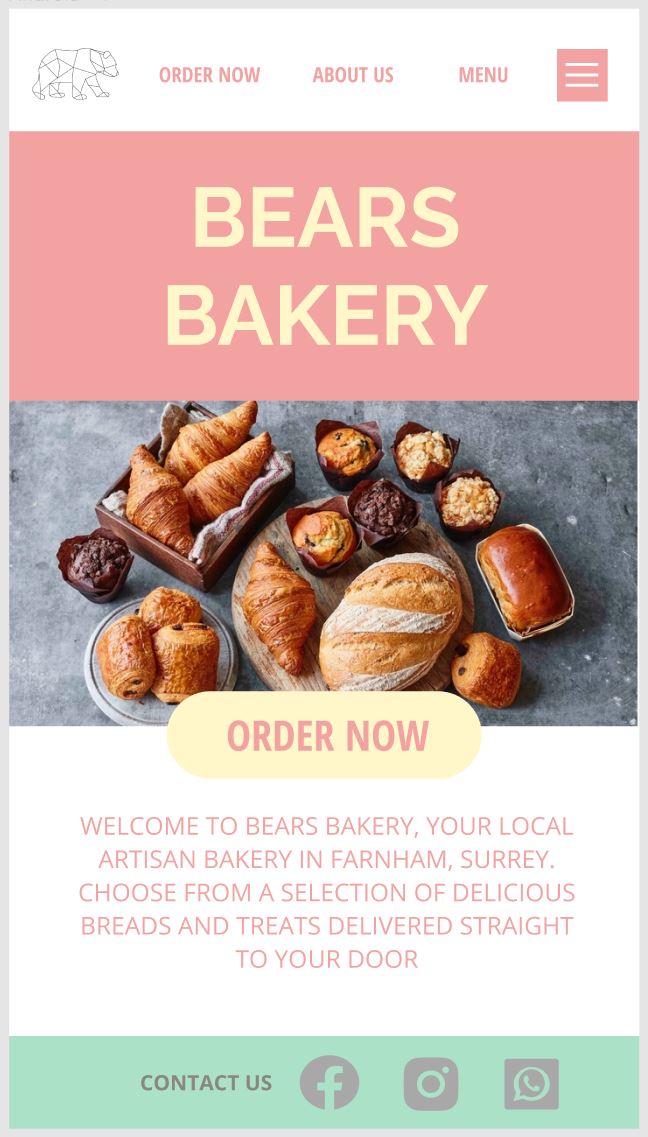 ORDER NOW ABOUT US MENU
BEARS
BAKERY
ORDER NOW
WELCOME TO BEARS BAKERY, YOUR LOCAL
ARTISAN BAKERY IN FARNHAM, SURREY.
CHOOSE FROM A SELECTION OF DELICIOUS
BREADS AND TREATS DELIVERED STRAIGHT
TO YOUR DOOR
CONTACT US